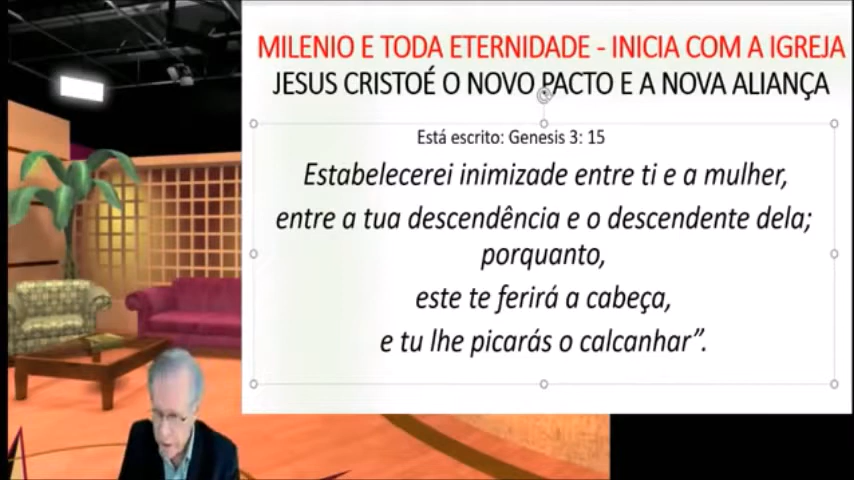 MILENIO E TODA ETERNIDADE - INICIA COM A IGREJA
JESUS CRISTOÉ O NOVO PACTO E A NOVA ALIANÇA
Está escrito: Genesis 3: 15
Estabelecerei inimizade entre ti e a mulher,
entre a tua descendência e o descendente dela;
porquanto,
este te ferirá a cabeça,
e tu lhe picarás o calcanhar”.